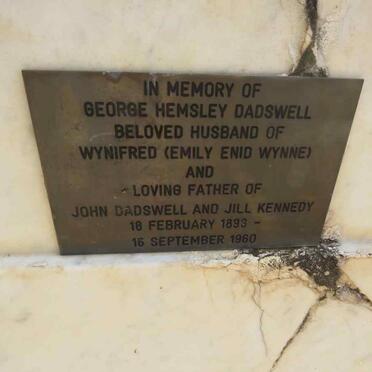 IN MEMORY OF
GEORGE HEMSLEY DADSWELL
BELOVED HUSBAND OF
WYNIFRED (EMILY ENID WYNNE)
AND
LOVING FATHER OF
JOHN DADSWELL AND JILL KENNEDY
18 FEBRUARY 1893 -
16 SEPTEMBER 1960